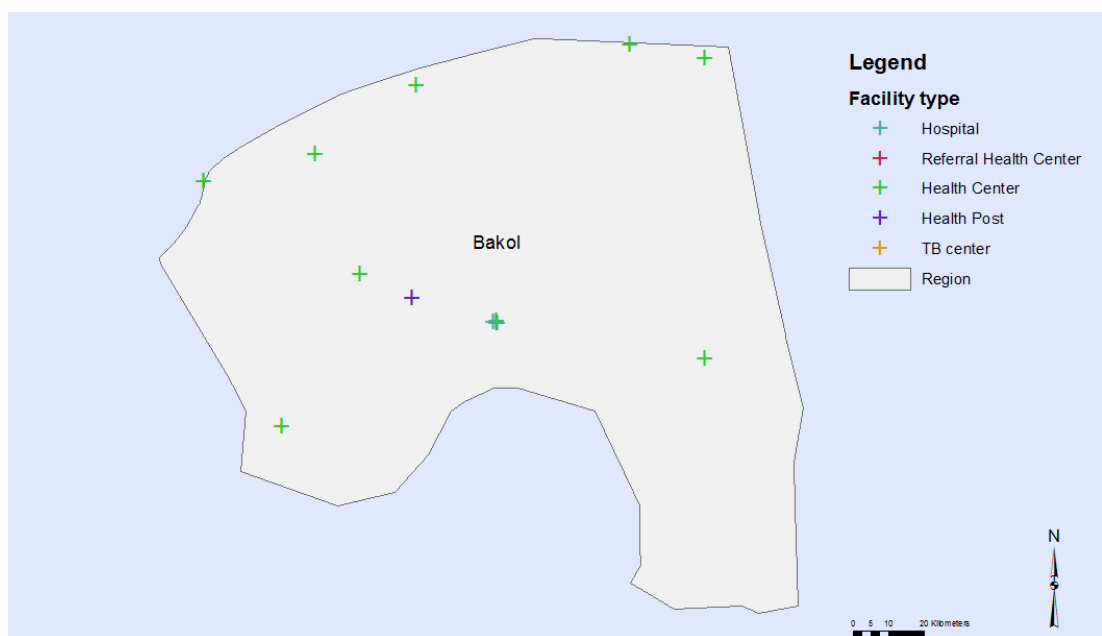 Legend
Facility type
Hospital
Referral Health Center
Health Center
Health Post
TB center
Region
Bakol
N
0 5 10 20 Kilometers